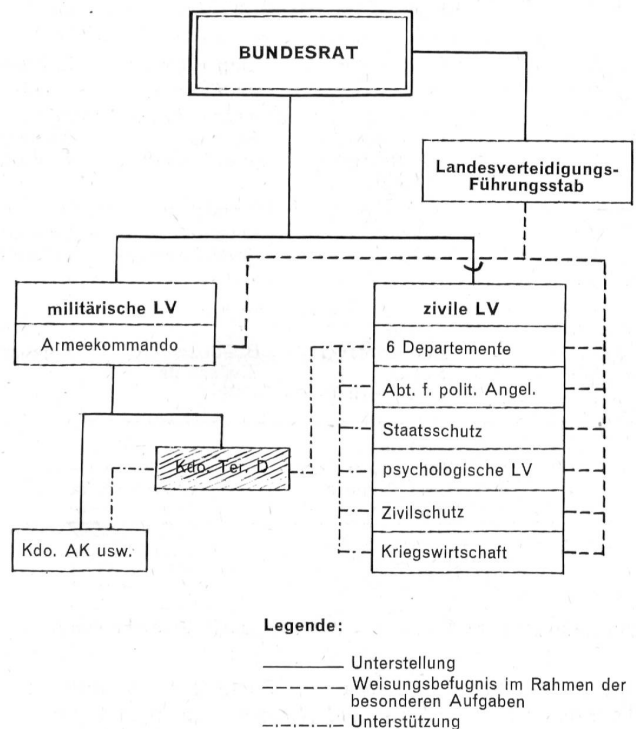 BUNDESRAT
Landesverteidigungs-
Führungsstab
militärische LV
Armeekommando
zivile LV
6 Departemente
Abt. f. polit. Angel.
Staatsschutz
psychologische LV
Zivilschutz
Kriegswirtschaft
Kdo. Ter. D
Kdo. AK usw.
Legende:
Unterstellung
Weisungsbefugnis im Rahmen der
besonderen Aufgaben
Unterstützung